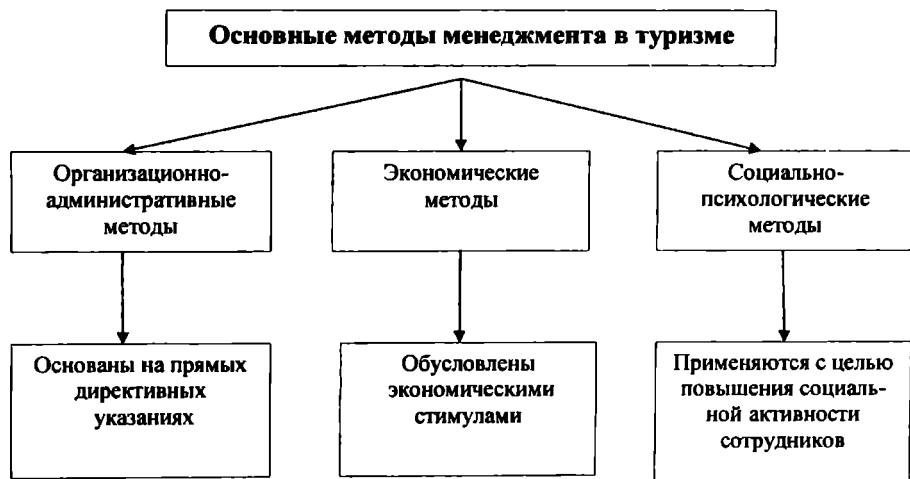 Основные методы менеджмента в туризме
Организационно-
административные
методы
Экономические
методы
Социально-
психологические
методы
Основаны на прямых
директивных
указаниях
Обусловлены
экономическими
стимулами
Применяются с целью
повышения социаль-
ной активности
сотрудников